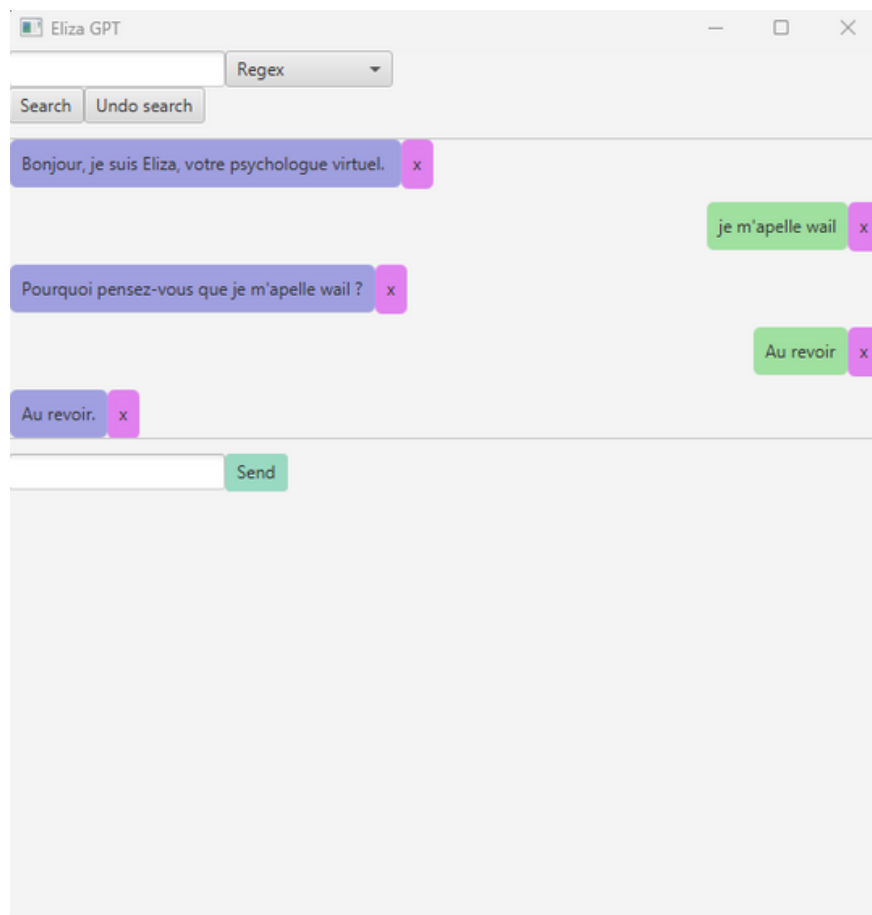 Eliza GPT
Regex
Search Undo search
Bonjour, je suis Eliza, votre psychologue virtuel. x
je m'apelle wail x
Pourquoi pensez-vous que je m'apelle wail ? x
Au revoir x
Au revoir. x
Send